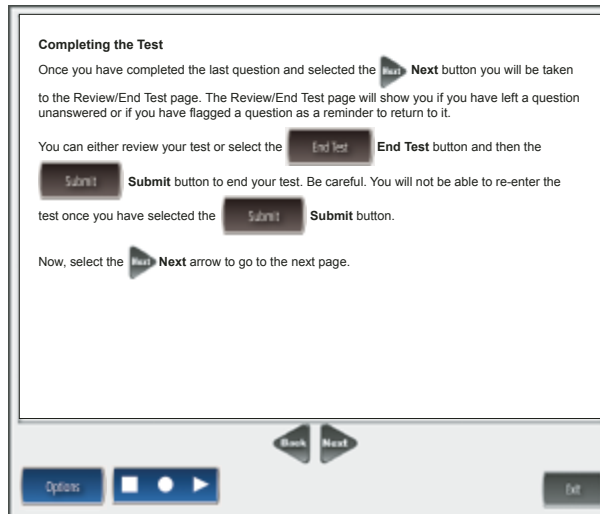 Completing the Test
Once you have completed the last question and selected the Next Next button you will be taken
to the Review/End Test page. The Review/End Test page will show you if you have left a question
unanswered or if you have flagged a question as a reminder to return to it.
You can either review your test or select the End Test End Test button and then the
Submit Submit button to end your test. Be careful. You will not be able to re-enter the
test once you have selected the Submit Submit button.
Now, select the Next Next arrow to go to the next page.
Back Next
Options Exit